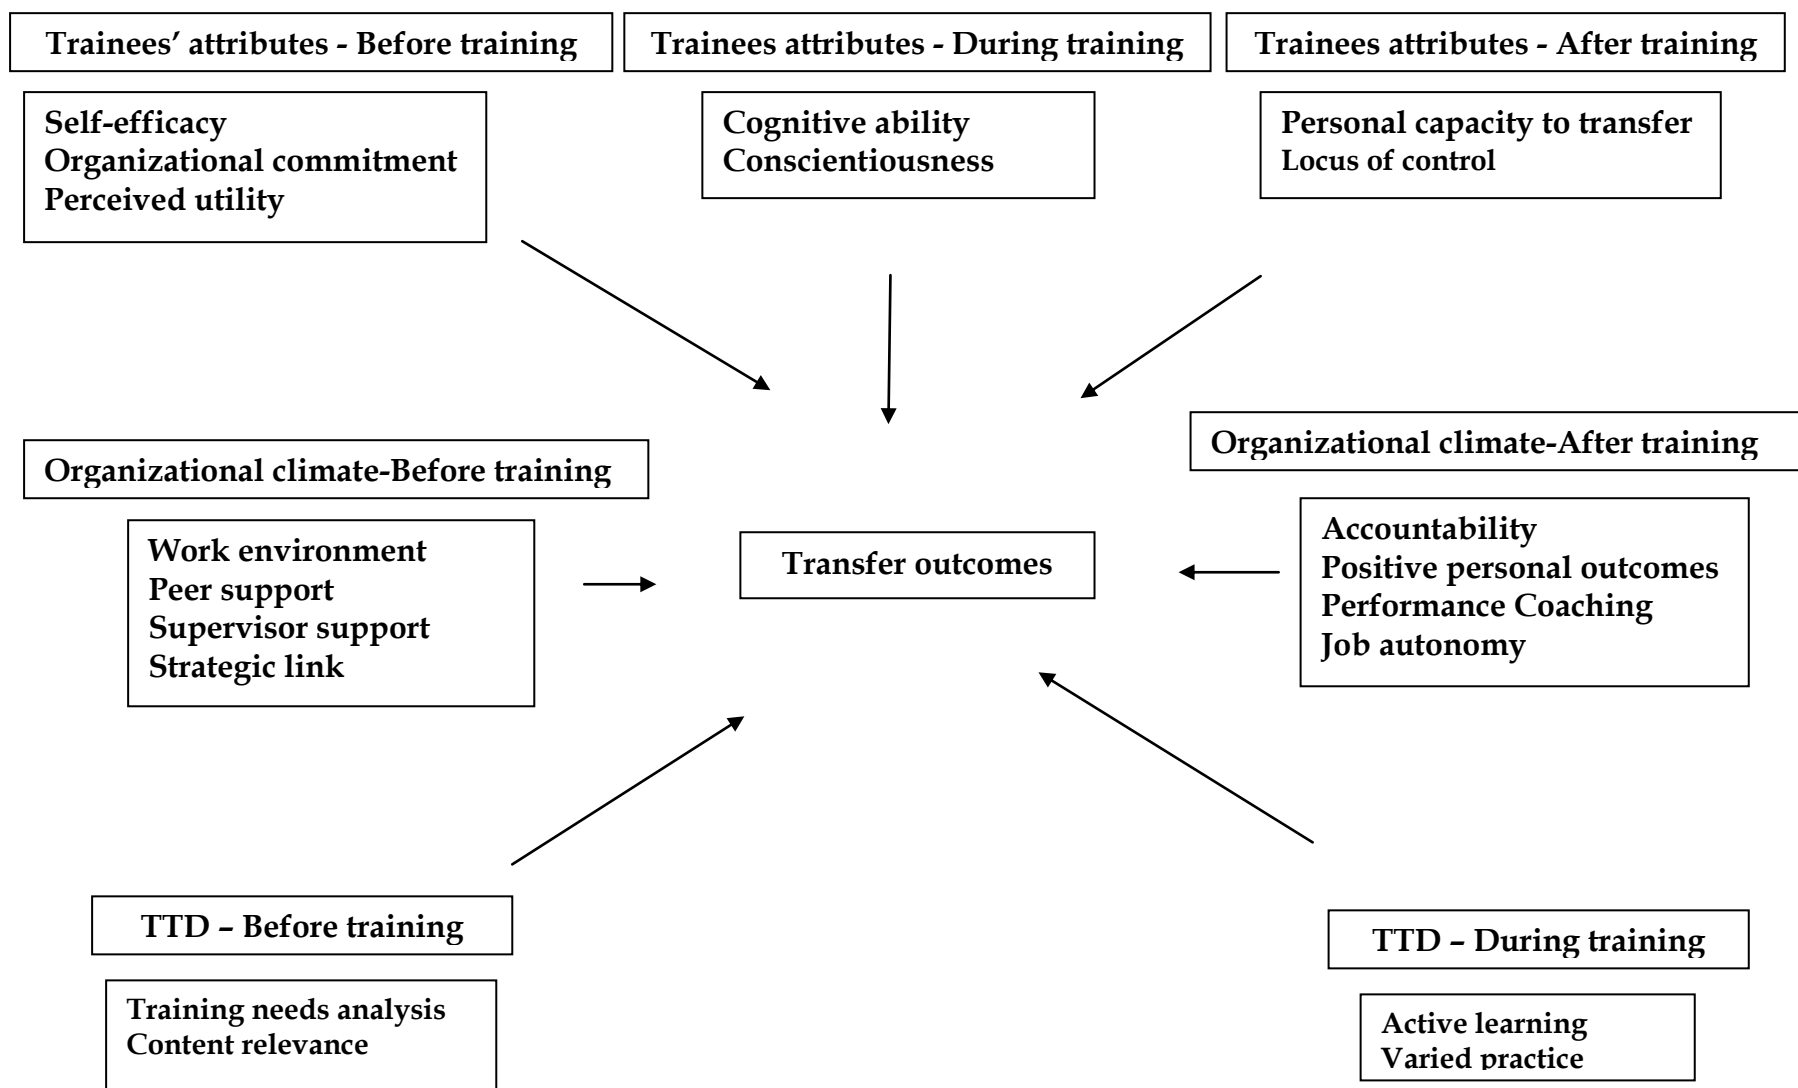 Trainees’ attributes - Before training
Trainees attributes - During training
Trainees attributes - After training
Self-efficacy
Organizational commitment
Perceived utility
Cognitive ability
Conscientiousness
Personal capacity to transfer
Locus of control
Organizational climate-Before training
Organizational climate-After training
Work environment
Peer support
Supervisor support
Strategic link
Transfer outcomes
Accountability
Positive personal outcomes
Performance Coaching
Job autonomy
TTD – Before training
TTD – During training
Training needs analysis
Content relevance
Active learning
Varied practice